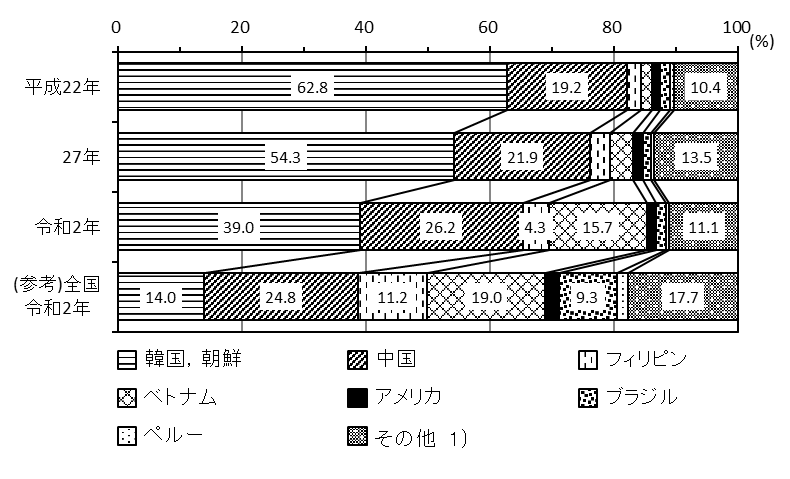 0 20 40 60 80 100
(%)
平成22年 62.8 19.2 10.4
27年 54.3 21.9 13.5
令和2年 39.0 26.2 4.3 15.7 11.1
(参考)全国
令和2年 14.0 24.8 11.2 19.0 9.3 17.7
韓国，朝鮮 中国 フィリピン
ベトナム アメリカ ブラジル
ペルー その他 1)